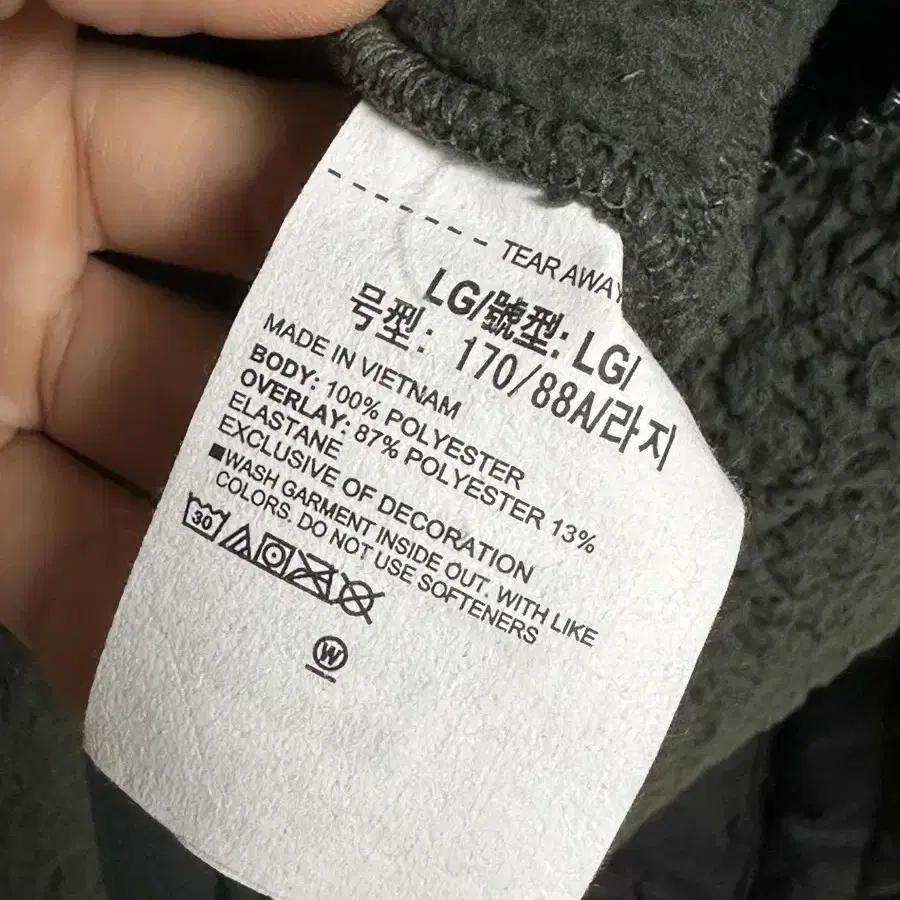 TEAR AWAY
LG/號型: LG/
号型: 170/88A/라지
MADE IN VIETNAM
BODY: 100% POLYESTER
OVERLAY: 87% POLYESTER 13%
ELASTANE
EXCLUSIVE OF DECORATION
■WASH GARMENT INSIDE OUT. WITH LIKE
COLORS. DO NOT USE SOFTENERS
30
W